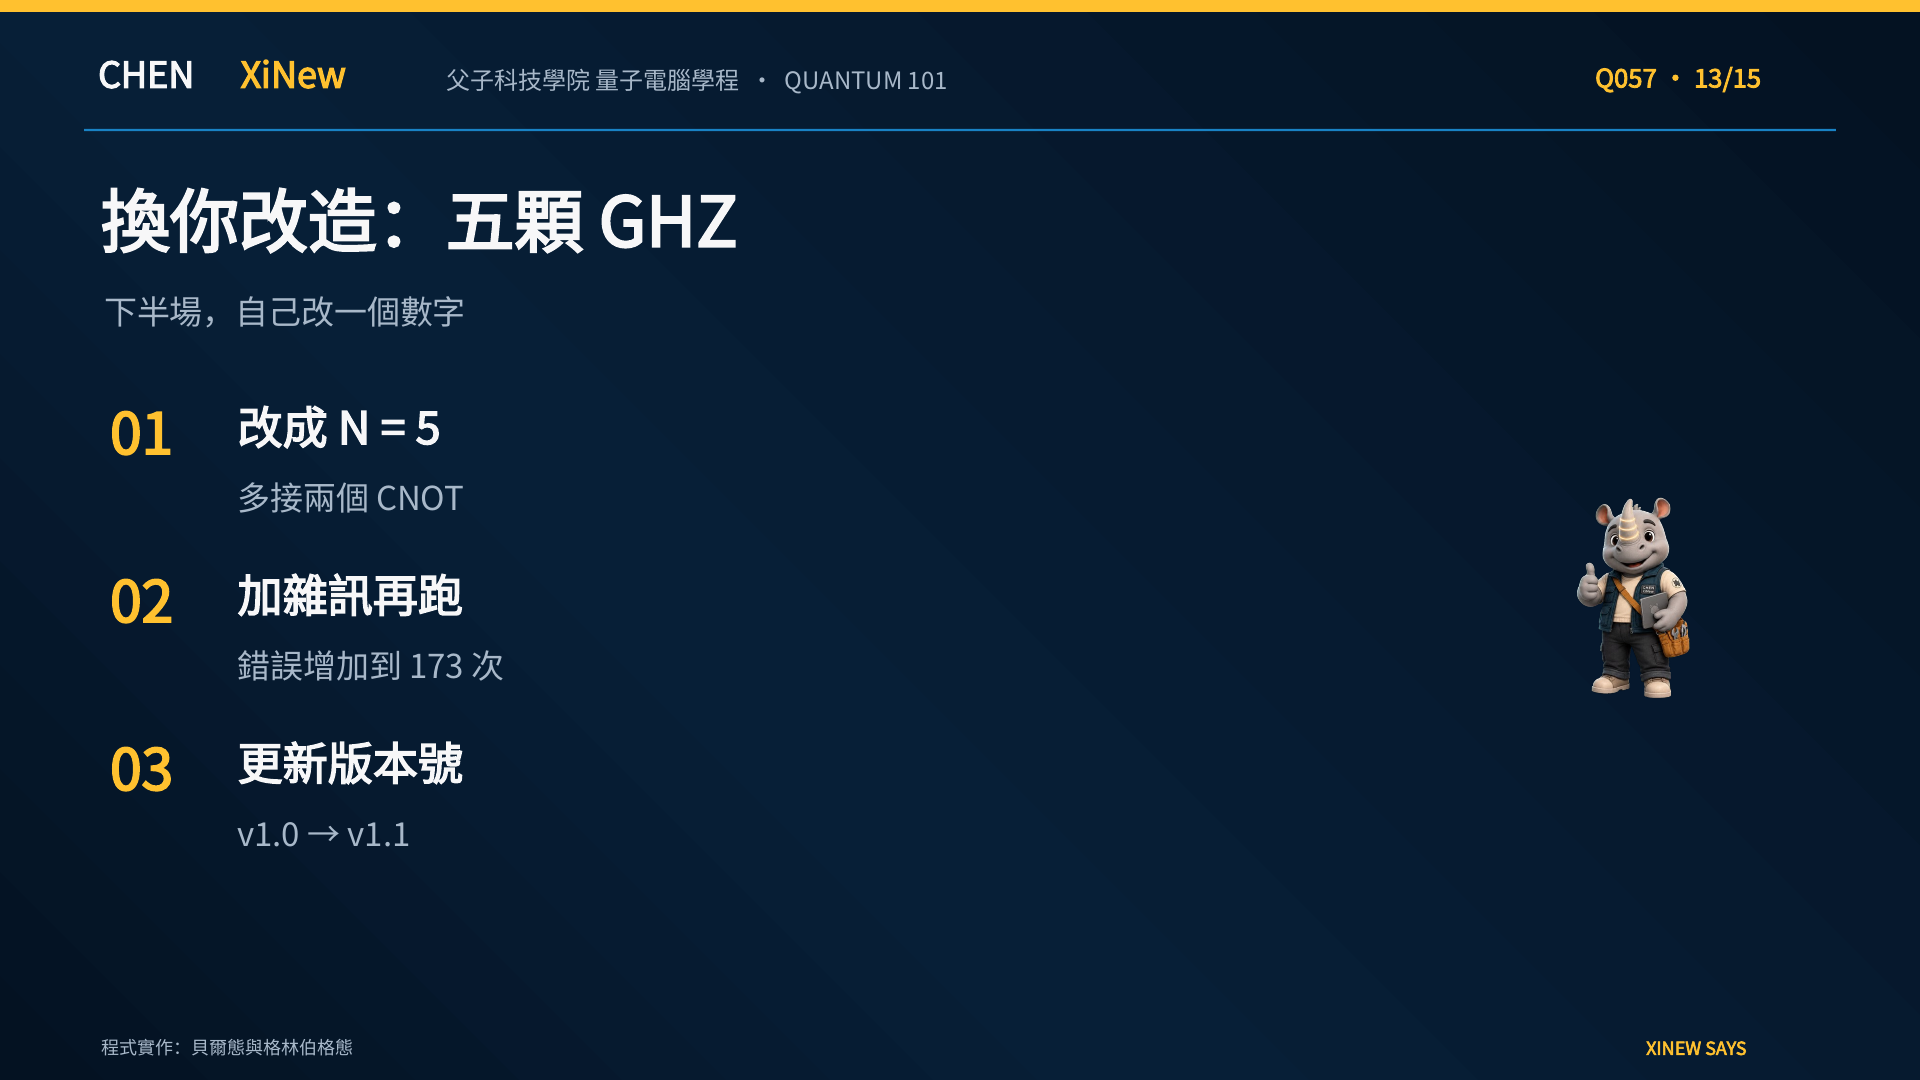 CHEN XiNew 父子科技學院 量子電腦學程 · QUANTUM 101 Q057 · 13/15
換你改造：五顆 GHZ
下半場，自己改一個數字
01 改成 N = 5
多接兩個 CNOT
02 加雜訊再跑
錯誤增加到 173 次
03 更新版本號
v1.0 → v1.1
程式實作：貝爾態與格林伯格態 XINEW SAYS